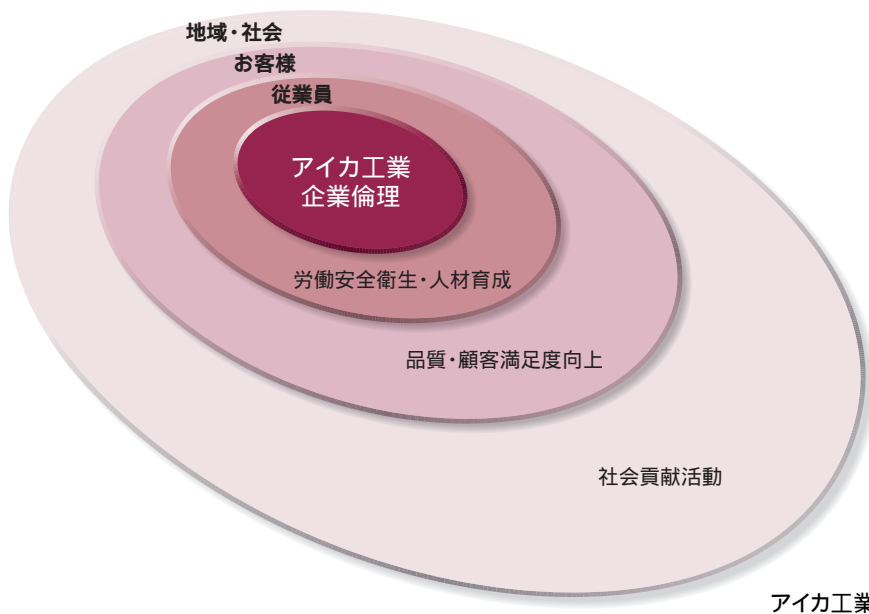 地域・社会
お客様
従業員
アイカ工業
企業倫理
労働安全衛生・人材育成
品質・顧客満足度向上
社会貢献活動
アイカ工業